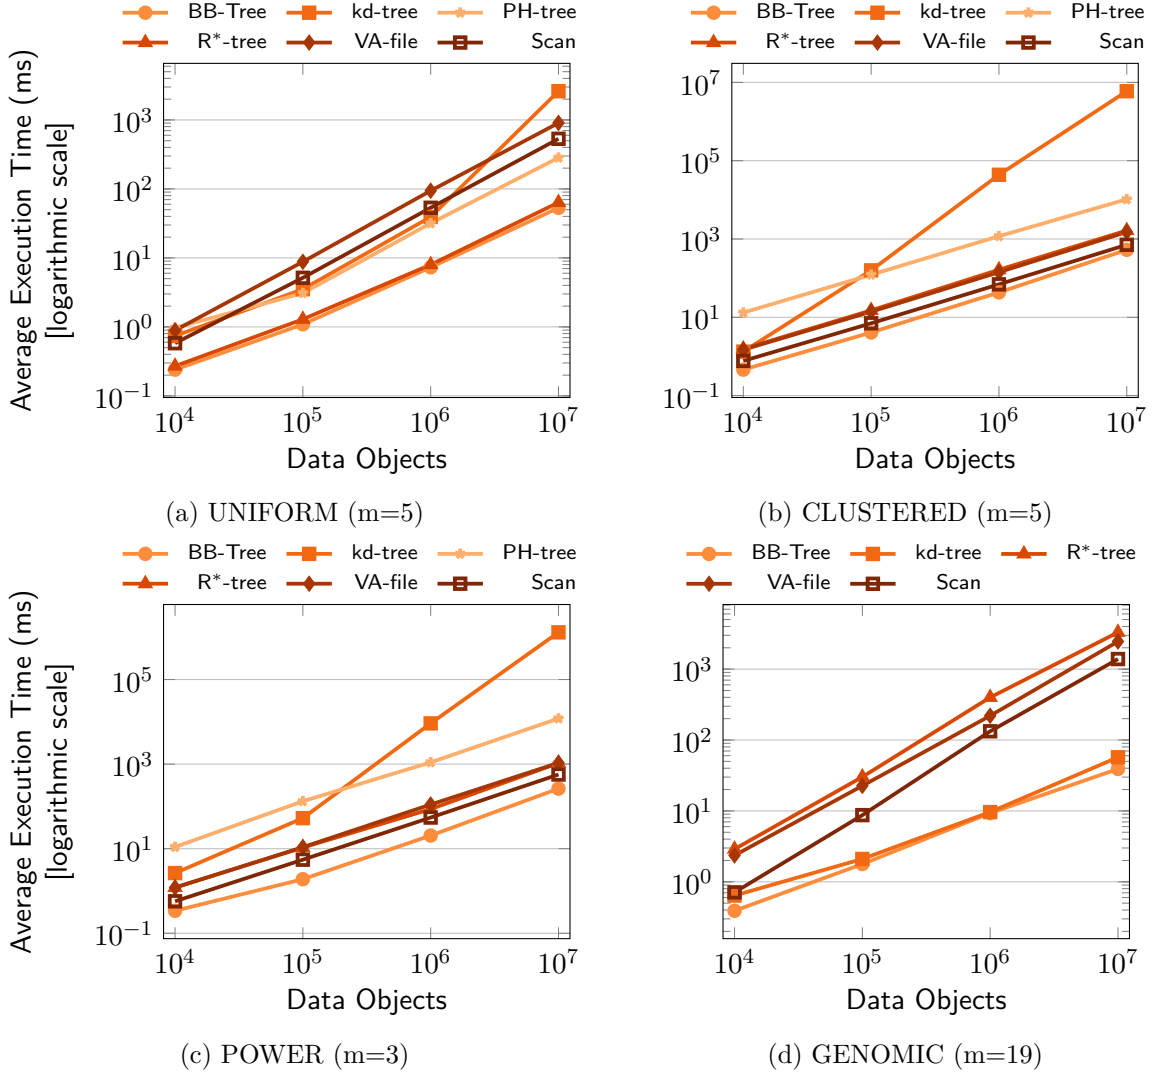 BB-Tree kd-tree PH-tree
R*-tree VA-file Scan
Average Execution Time (ms)
[logarithmic scale]
10^3
10^2
10^1
10^0
10^−1
10^4 10^5 10^6 10^7
Data Objects
(a) UNIFORM (m=5)
BB-Tree kd-tree PH-tree
R*-tree VA-file Scan
10^7
10^5
10^3
10^1
10^−1
10^4 10^5 10^6 10^7
Data Objects
(b) CLUSTERED (m=5)
BB-Tree kd-tree PH-tree
R*-tree VA-file Scan
Average Execution Time (ms)
[logarithmic scale]
10^5
10^3
10^1
10^−1
10^4 10^5 10^6 10^7
Data Objects
(c) POWER (m=3)
BB-Tree kd-tree R*-tree
VA-file Scan
10^3
10^2
10^1
10^0
10^4 10^5 10^6 10^7
Data Objects
(d) GENOMIC (m=19)